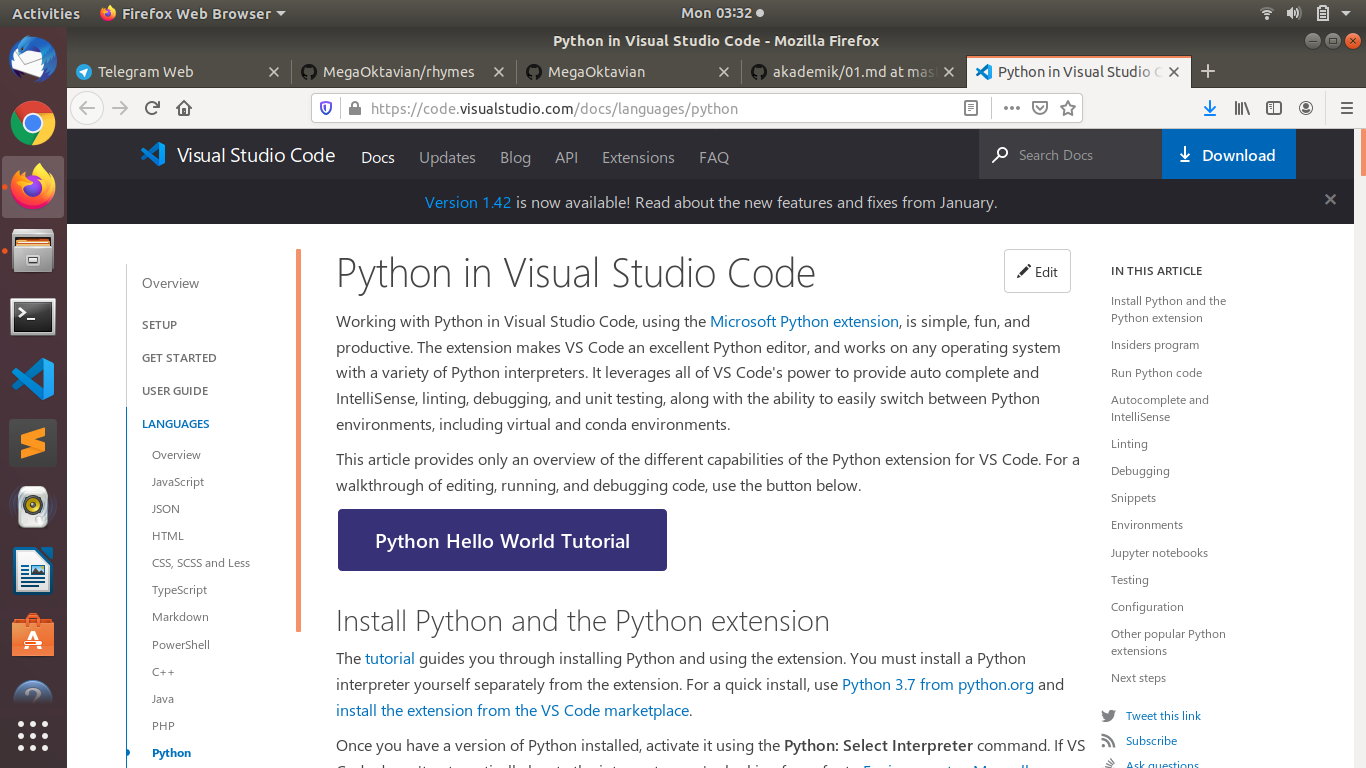 Activities
Firefox Web Browser
Mon 03:32
Python in Visual Studio Code - Mozilla Firefox
Telegram Web
MegaOktavian/rhymes
MegaOktavian
akademik/01.md at mas
Python in Visual Studio C
https://code.visualstudio.com/docs/languages/python
Visual Studio Code
Docs
Updates
Blog
API
Extensions
FAQ
Search Docs
Download
Version 1.42 is now available! Read about the new features and fixes from January.
Overview
SETUP
GET STARTED
USER GUIDE
LANGUAGES
Overview
JavaScript
JSON
HTML
CSS, SCSS and Less
TypeScript
Markdown
PowerShell
C++
Java
PHP
Python
Python in Visual Studio Code
Edit
Working with Python in Visual Studio Code, using the Microsoft Python extension, is simple, fun, and
productive. The extension makes VS Code an excellent Python editor, and works on any operating system
with a variety of Python interpreters. It leverages all of VS Code's power to provide auto complete and
IntelliSense, linting, debugging, and unit testing, along with the ability to easily switch between Python
environments, including virtual and conda environments.
This article provides only an overview of the different capabilities of the Python extension for VS Code. For a
walkthrough of editing, running, and debugging code, use the button below.
Python Hello World Tutorial
Install Python and the Python extension
The tutorial guides you through installing Python and using the extension. You must install a Python
interpreter yourself separately from the extension. For a quick install, use Python 3.7 from python.org and
install the extension from the VS Code marketplace.
Once you have a version of Python installed, activate it using the Python: Select Interpreter command. If VS
IN THIS ARTICLE
Install Python and the
Python extension
Insiders program
Run Python code
Autocomplete and
IntelliSense
Linting
Debugging
Snippets
Environments
Jupyter notebooks
Testing
Configuration
Other popular Python
extensions
Next steps
Tweet this link
Subscribe
Ask questions